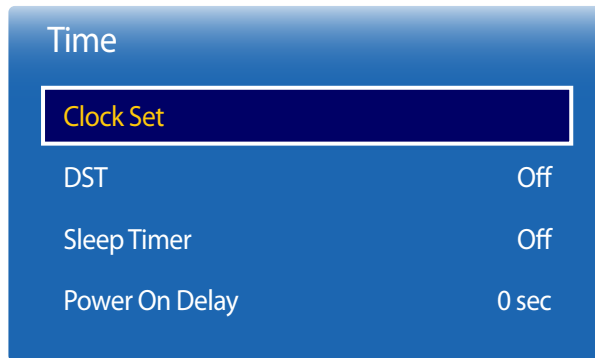 Time
Clock Set
DST Off
Sleep Timer Off
Power On Delay 0 sec